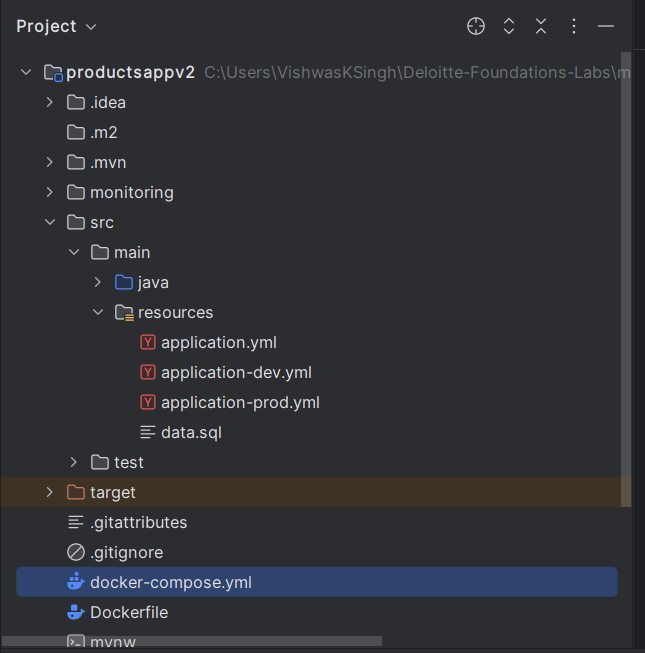 Project
productsappv2 C:\Users\VishwasKSingh\Deloitte-Foundations-Labs\m
.idea
.m2
.mvn
monitoring
src
main
java
resources
application.yml
application-dev.yml
application-prod.yml
data.sql
test
target
.gitattributes
.gitignore
docker-compose.yml
Dockerfile
mvnw